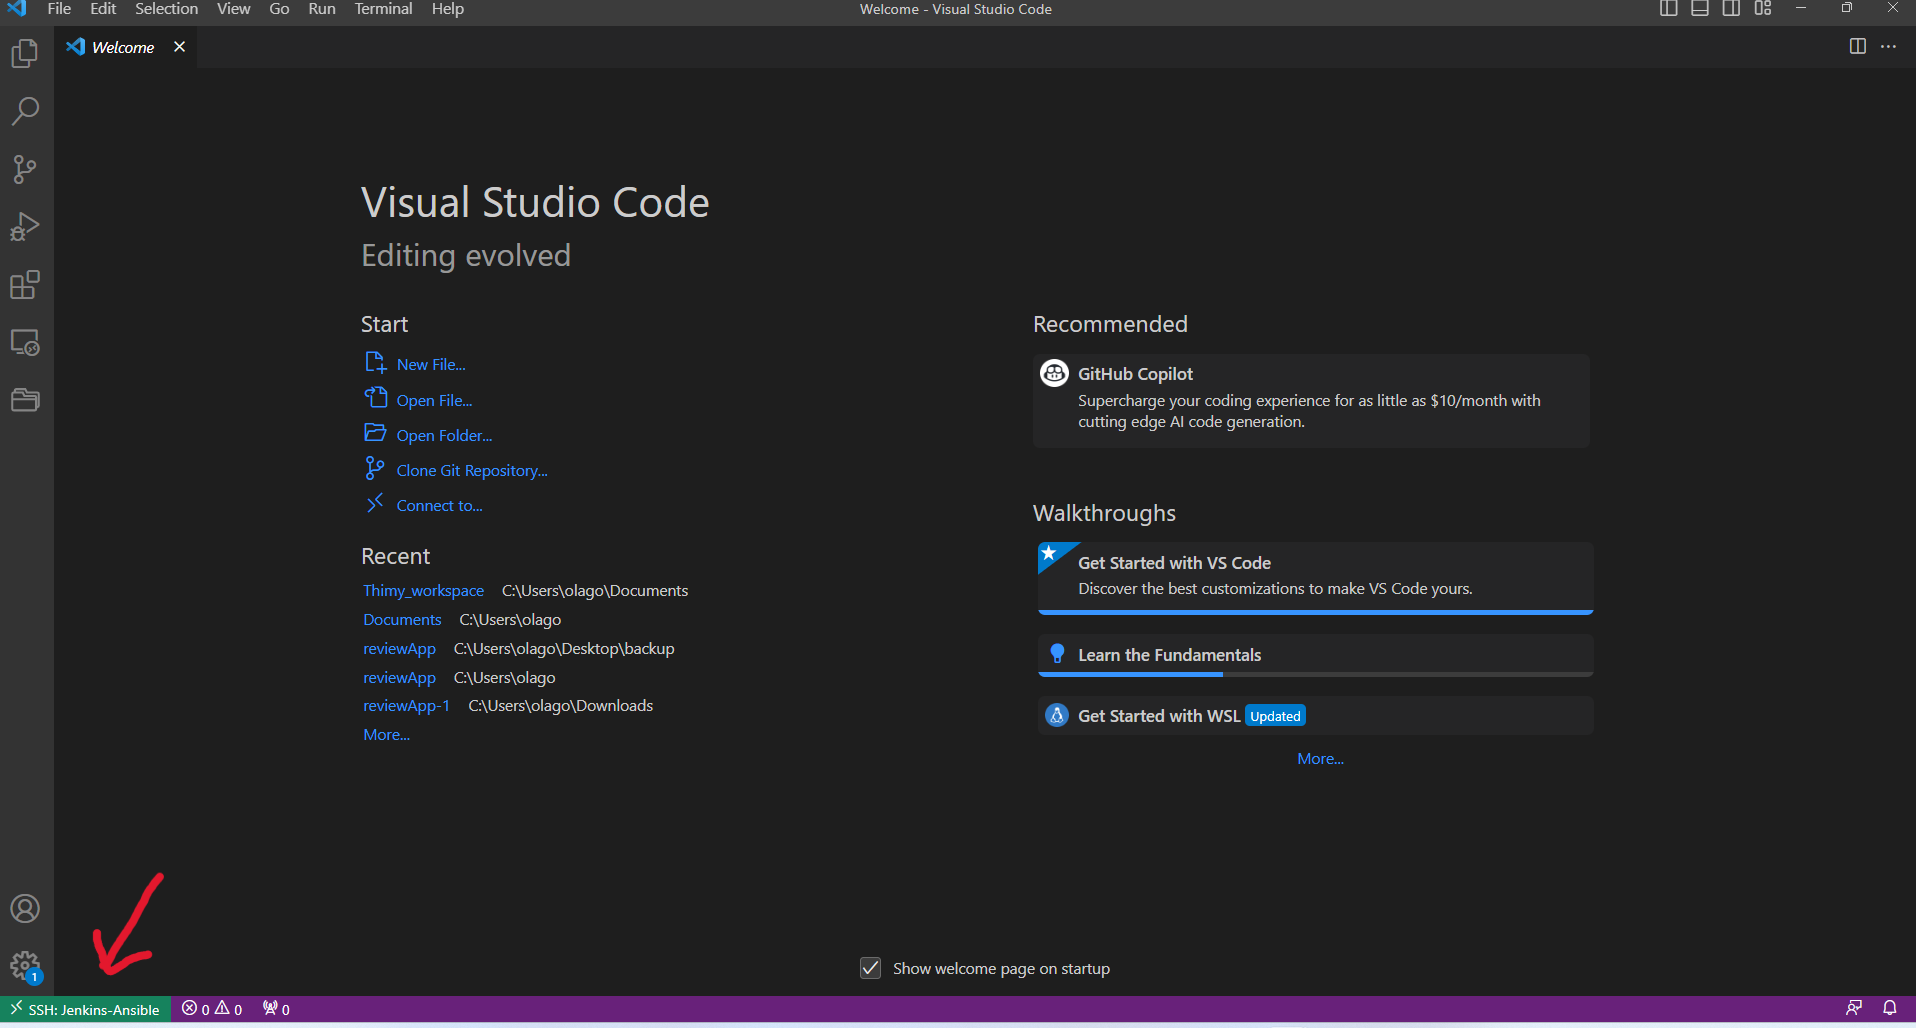 File Edit Selection View Go Run Terminal Help
Welcome - Visual Studio Code
Welcome
Visual Studio Code
Editing evolved
Start
New File...
Open File...
Open Folder...
Clone Git Repository...
Connect to...
Recent
Thimy_workspace C:\Users\olago\Documents
Documents C:\Users\olago
reviewApp C:\Users\olago\Desktop\backup
reviewApp C:\Users\olago
reviewApp-1 C:\Users\olago\Downloads
More...
Recommended
GitHub Copilot
Supercharge your coding experience for as little as $10/month with
cutting edge AI code generation.
Walkthroughs
Get Started with VS Code
Discover the best customizations to make VS Code yours.
Learn the Fundamentals
Get Started with WSL Updated
More...
Show welcome page on startup
1
SSH: Jenkins-Ansible 0 0 0